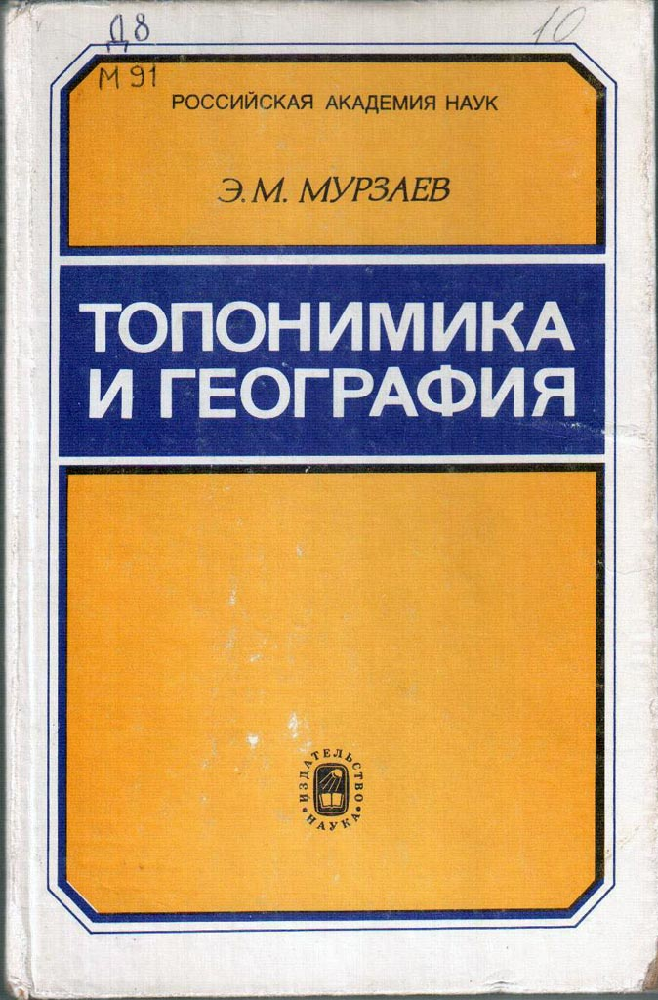 Д8
10
М 91
РОССИЙСКАЯ АКАДЕМИЯ НАУК
Э.М. МУРЗАЕВ
ТОПОНИМИКА
И ГЕОГРАФИЯ
ИЗДАТЕЛЬСТВО
НАУКА